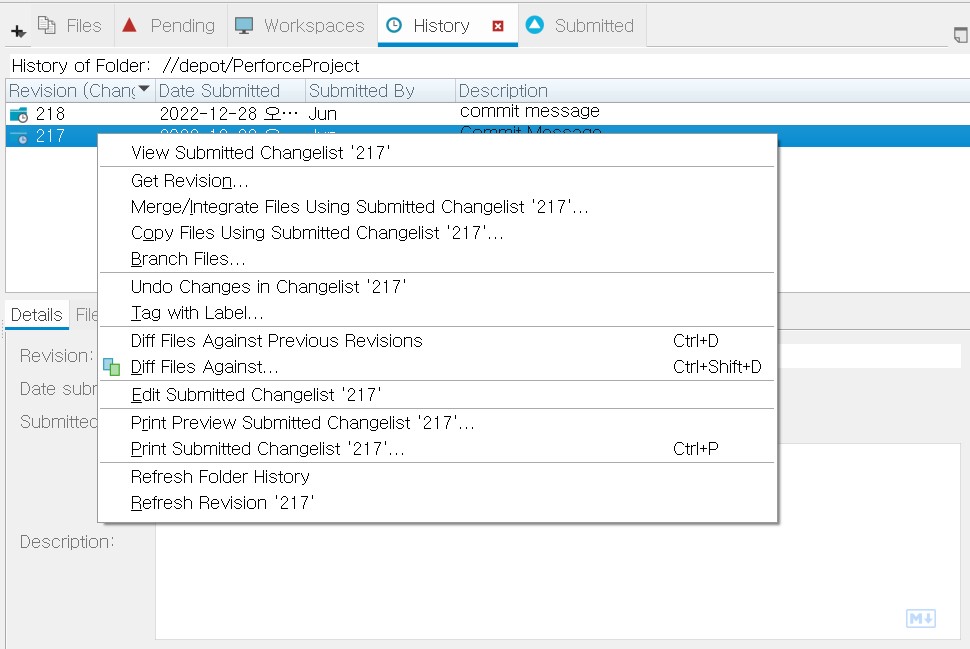 Files Pending Workspaces History Submitted
History of Folder: //depot/PerforceProject
Revision (Chang Date Submitted Submitted By Description
218 2022-12-28 오··· Jun commit message
217 Commit Message
View Submitted Changelist '217'
Get Revision...
Merge/Integrate Files Using Submitted Changelist '217'...
Copy Files Using Submitted Changelist '217'...
Branch Files...
Undo Changes in Changelist '217'
Tag with Label...
Diff Files Against Previous Revisions Ctrl+D
Diff Files Against... Ctrl+Shift+D
Edit Submitted Changelist '217'
Print Preview Submitted Changelist '217'...
Print Submitted Changelist '217'... Ctrl+P
Refresh Folder History
Refresh Revision '217'
Details File
Revision:
Date subm
Submitted
Description:
M↓